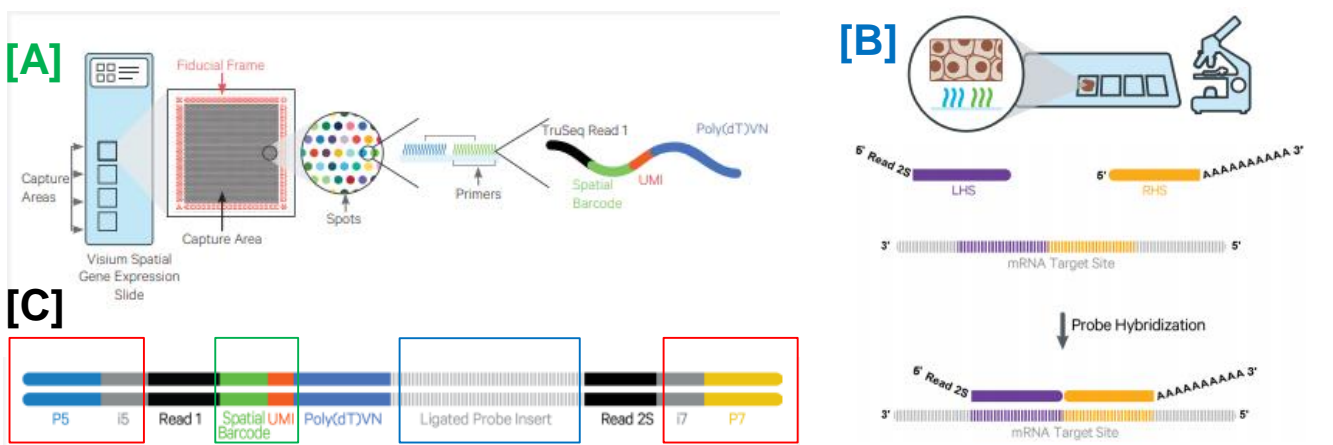 [A]
Fiducial Frame
Capture
Areas
Visium Spatial
Gene Expression
Slide
Capture Area
Spots
Primers
TruSeq Read 1
Spatial
Barcode
UMI
Poly(dT)VN
[B]
5' Read 2S
LHS
5'
RHS
AAAAAAAAA 3'
3'
5'
mRNA Target Site
Probe Hybridization
5' Read 2S
AAAAAAAAA 3'
3'
5'
mRNA Target Site
[C]
P5
i5
Read 1
Spatial
Barcode
UMI
Poly(dT)VN
Ligated Probe Insert
Read 2S
i7
P7